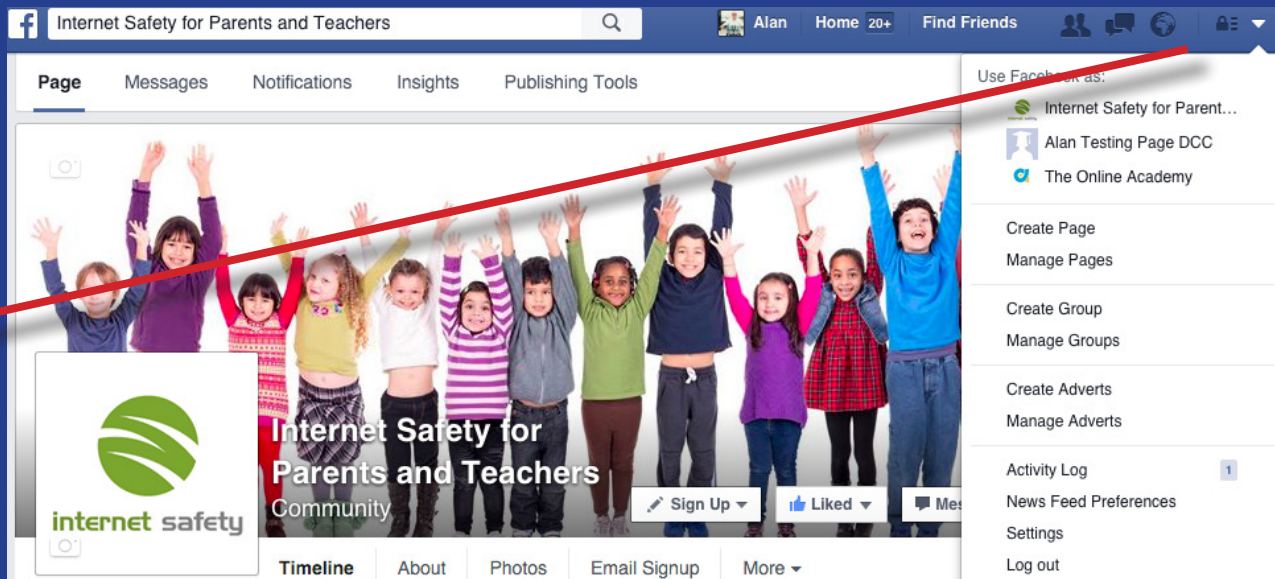 f
Internet Safety for Parents and Teachers
Alan Home 20+ Find Friends
Page Messages Notifications Insights Publishing Tools
Use Facebook as:
Internet Safety for Parent...
Alan Testing Page DCC
The Online Academy
Create Page
Manage Pages
Create Group
Manage Groups
Create Adverts
Manage Adverts
Activity Log 1
News Feed Preferences
Settings
Log out
internet safety
Internet Safety for
Parents and Teachers
Community
Sign Up Liked Mes
Timeline About Photos Email Signup More